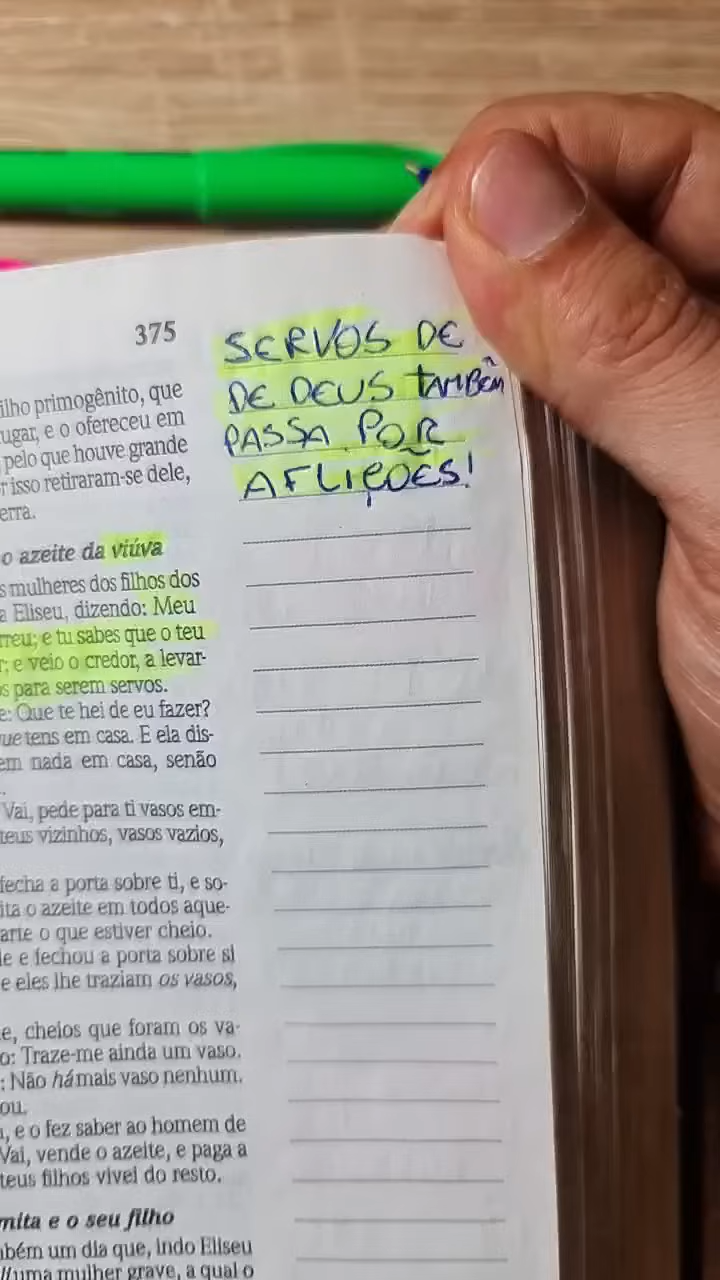 375
SERVOS DE
DE DEUS TAMBÉM
PASSA POR
AFLIÇÕES!
ilho primogênito, que
ugar, e o ofereceu em
pelo que houve grande
r isso retiraram-se dele,
erra.
o azeite da viúva
s mulheres dos filhos dos
a Eliseu, dizendo: Meu
rreu; e tu sabes que o teu
r; e veio o credor, a levar-
os para serem servos.
e: Que te hei de eu fazer?
que tens em casa. E ela dis-
em nada em casa, senão
.
Vai, pede para ti vasos em-
teus vizinhos, vasos vazios,
fecha a porta sobre ti, e so-
ita o azeite em todos aque-
arte o que estiver cheio.
le e fechou a porta sobre si
e eles lhe traziam os vasos,
e, cheios que foram os va-
o: Traze-me ainda um vaso.
: Não há mais vaso nenhum.
ou.
, e o fez saber ao homem de
Vai, vende o azeite, e paga a
teus filhos vivei do resto.
mita e o seu filho
mbém um dia que, indo Eliseu
uma mulher grave, a qual o